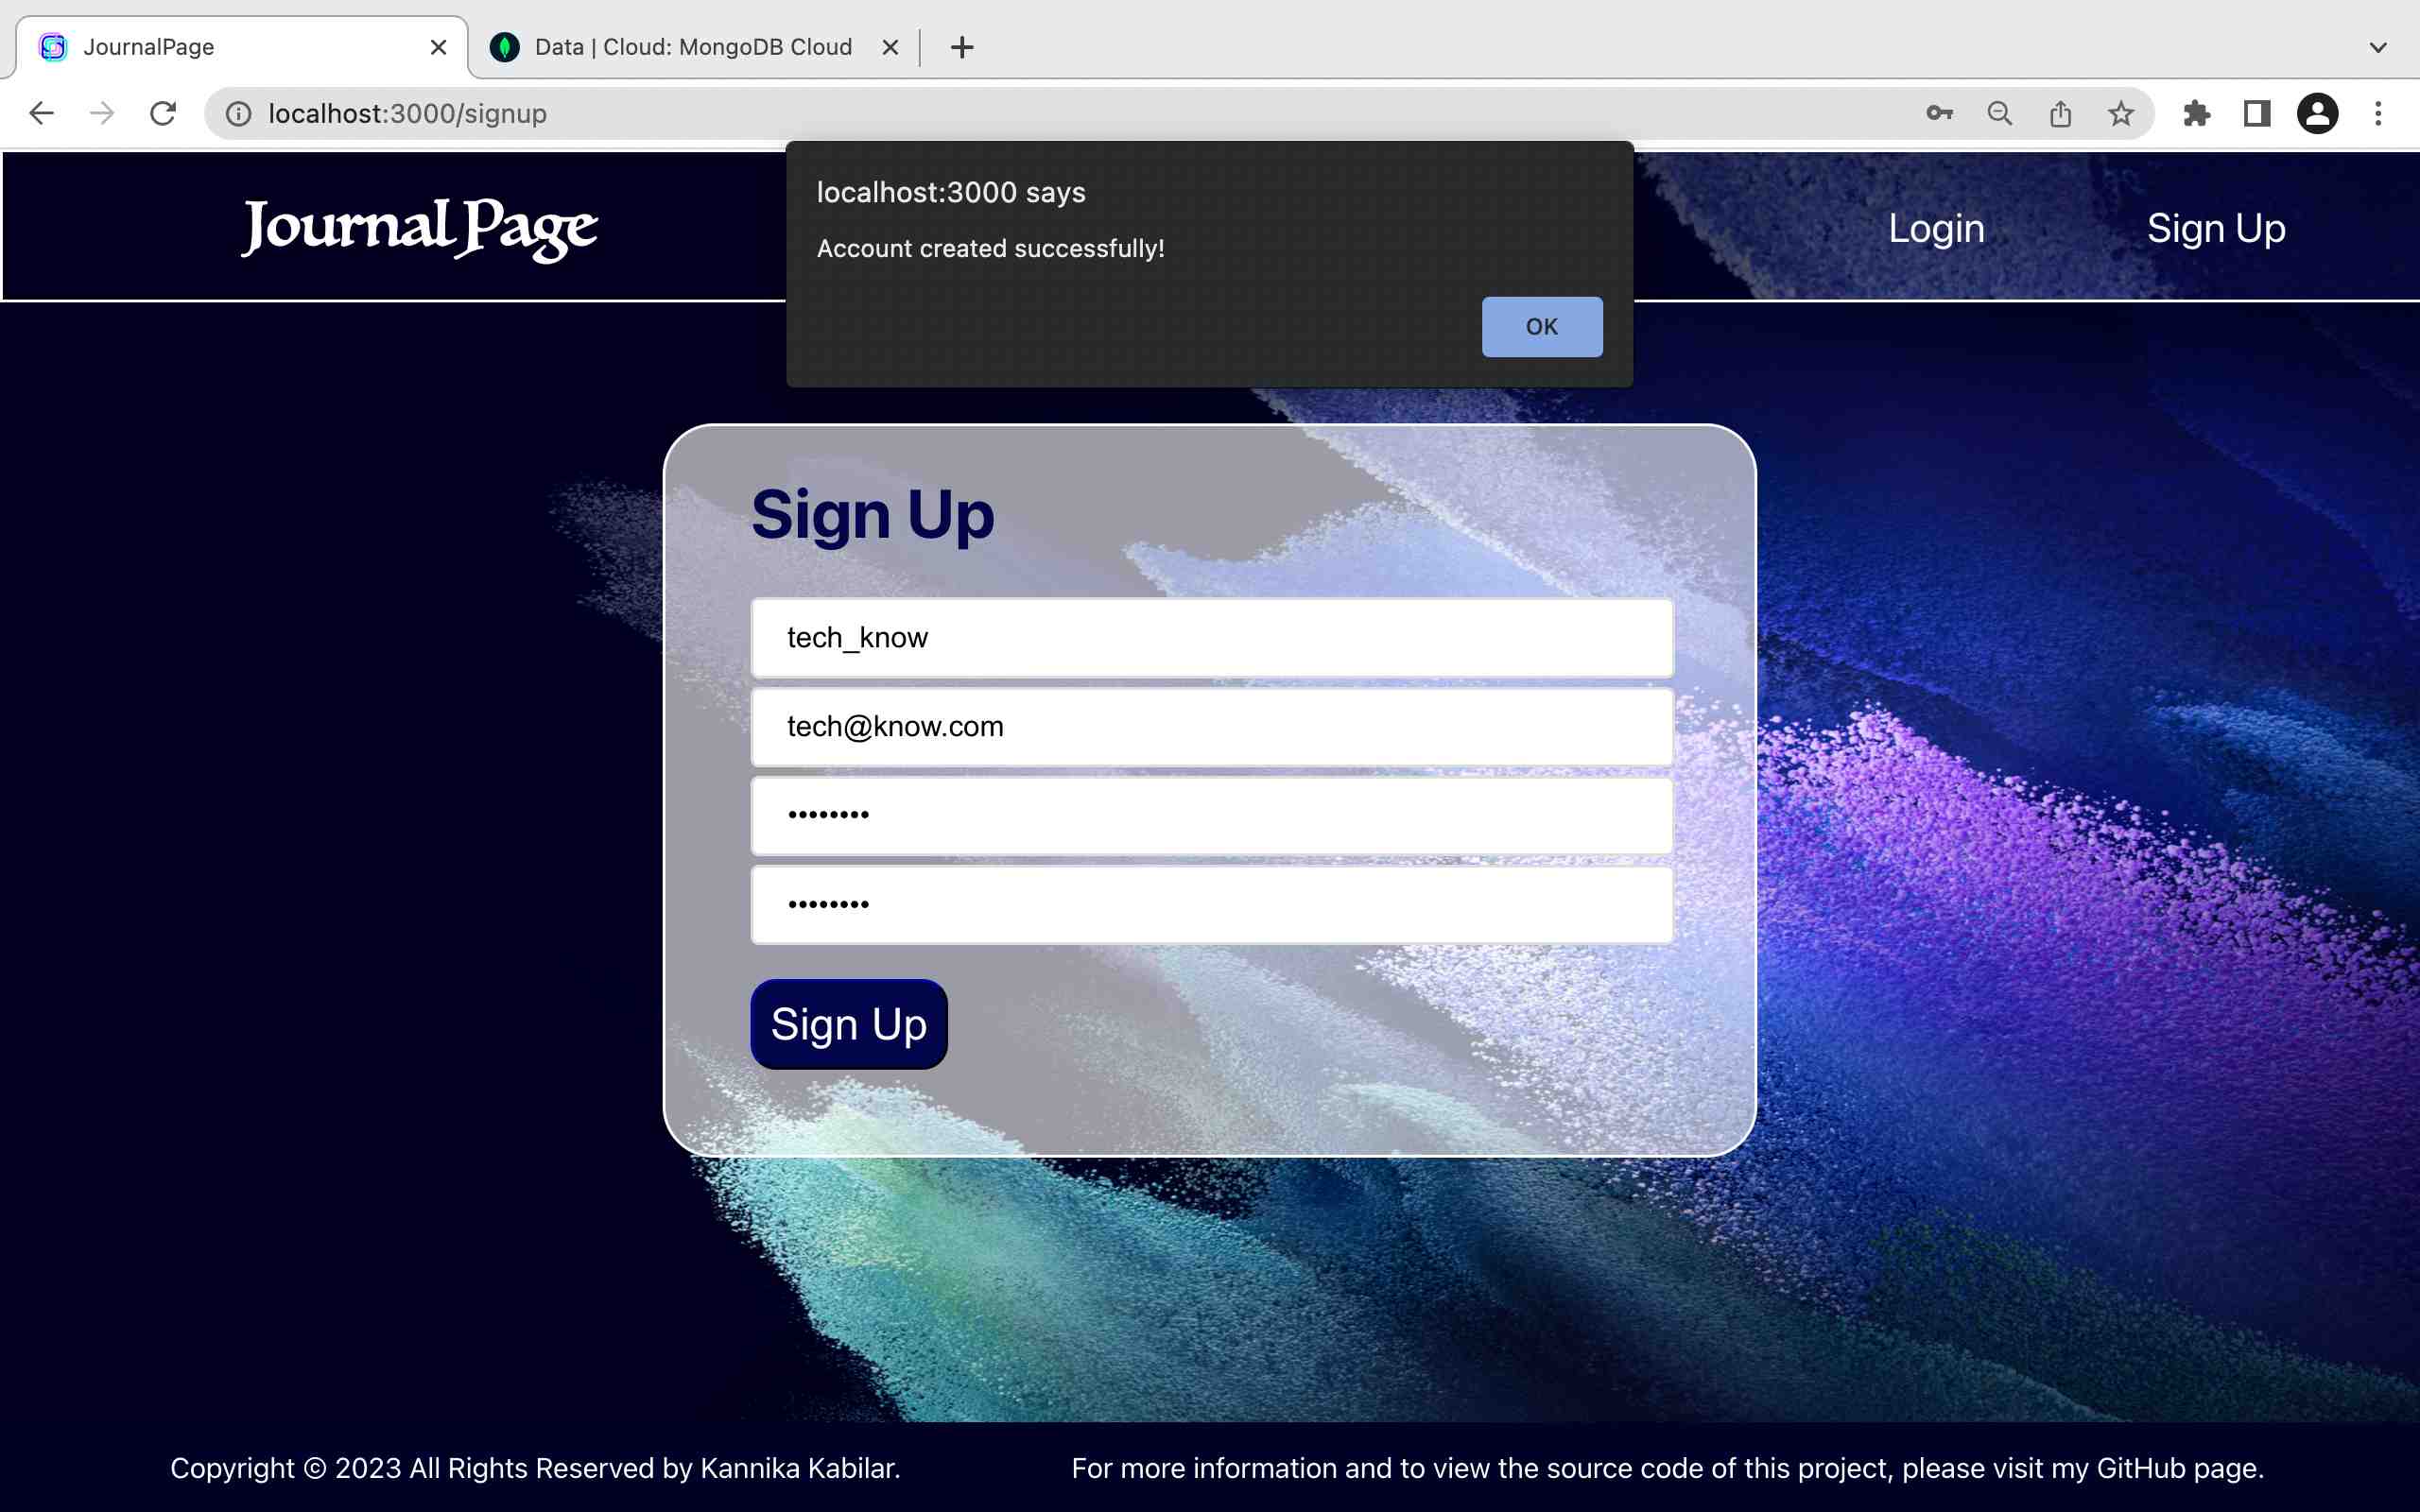 JournalPage
Data | Cloud: MongoDB Cloud
localhost:3000/signup
localhost:3000 says
Account created successfully!
OK
Journal Page
Login
Sign Up
Sign Up
tech_know
tech@know.com
••••••••
••••••••
Sign Up
Copyright © 2023 All Rights Reserved by Kannika Kabilar.
For more information and to view the source code of this project, please visit my GitHub page.